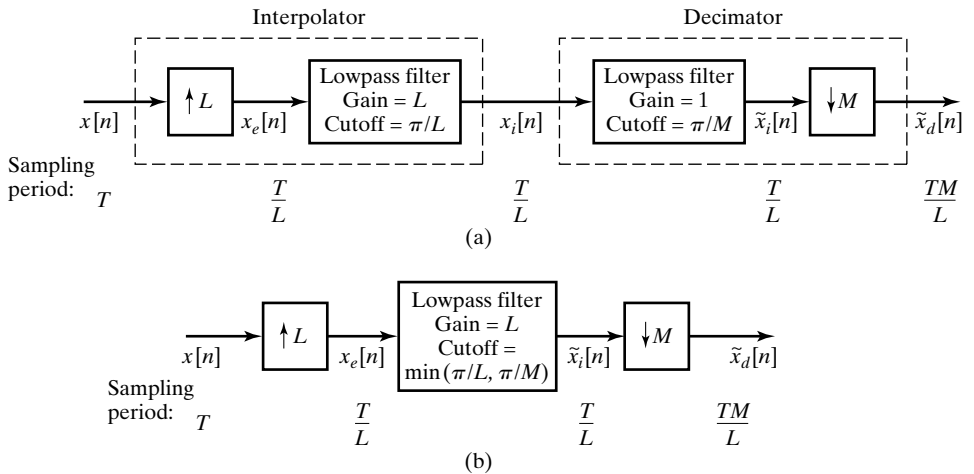 Interpolator Decimator
Lowpass filter Lowpass filter
↑L Gain = L Gain = 1 ↓M
Cutoff = π/L Cutoff = π/M
x[n] x_e[n] x_i[n] x̃_i[n] x̃_d[n]
Sampling
period: T T/L T/L T/L TM/L
(a)
Lowpass filter
Gain = L
↑L Cutoff = ↓M
min (π/L, π/M)
x[n] x_e[n] x̃_i[n] x̃_d[n]
Sampling
period: T T/L T/L TM/L
(b)